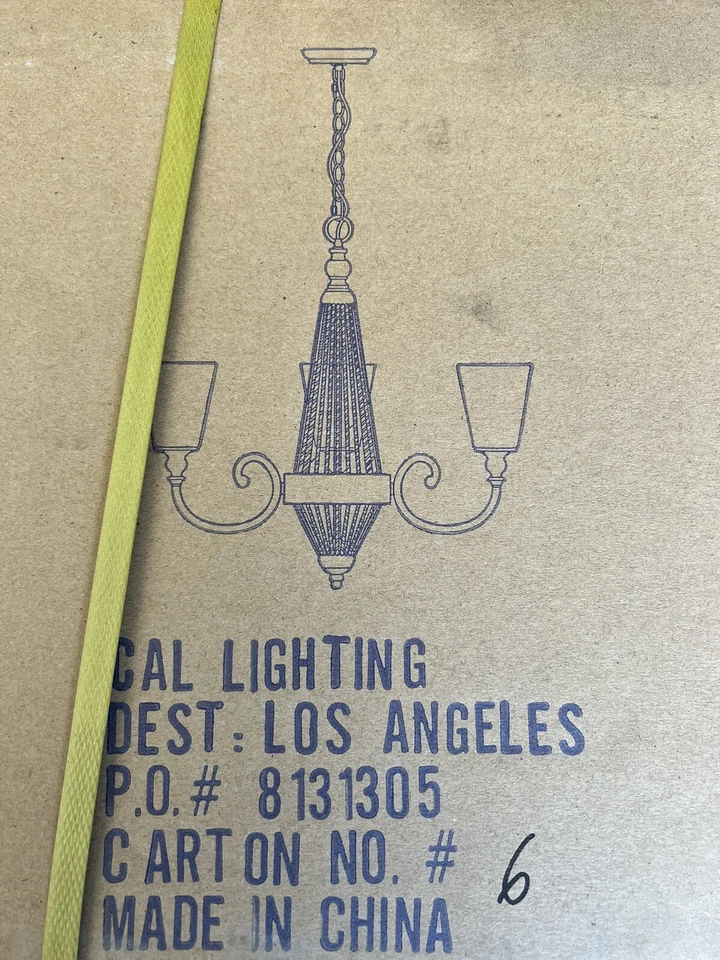 CAL LIGHTING
DEST: LOS ANGELES
P.O.# 8131305
CARTON NO. # 6
MADE IN CHINA